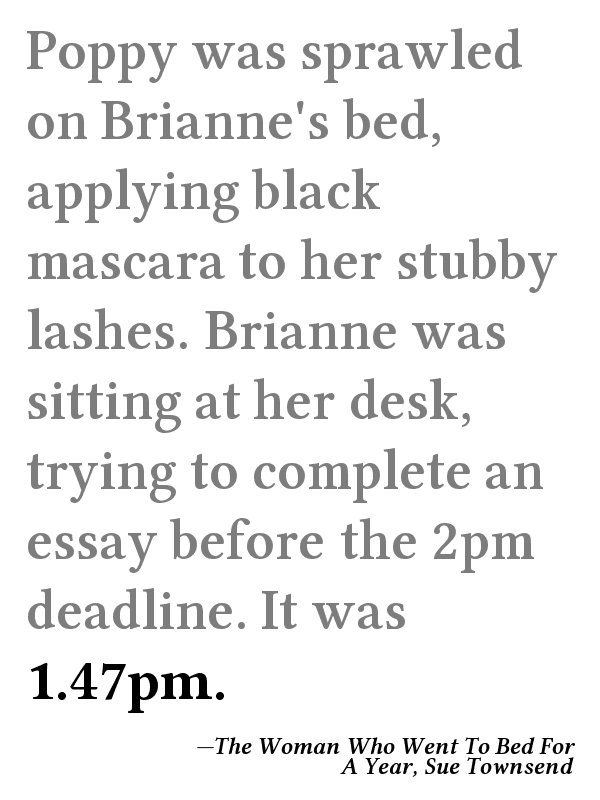 Poppy was sprawled
on Brianne's bed,
applying black
mascara to her stubby
lashes. Brianne was
sitting at her desk,
trying to complete an
essay before the 2pm
deadline. It was
1.47pm.
—The Woman Who Went To Bed For
A Year, Sue Townsend